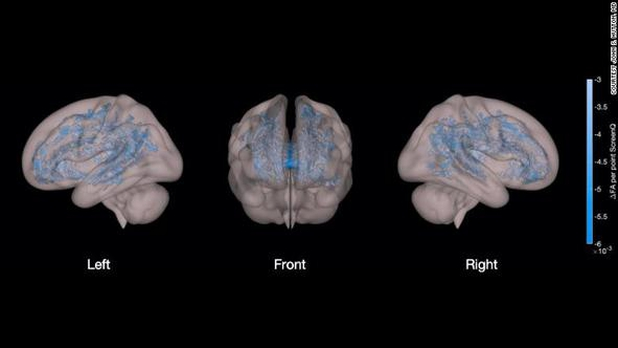 Left
Front
Right
-3
-3.5
-4
-4.5
-5
-5.5
-6
×10⁻³
ΔFA per point ScreenQ
COURTESY JOHN S. HUTTON, MD